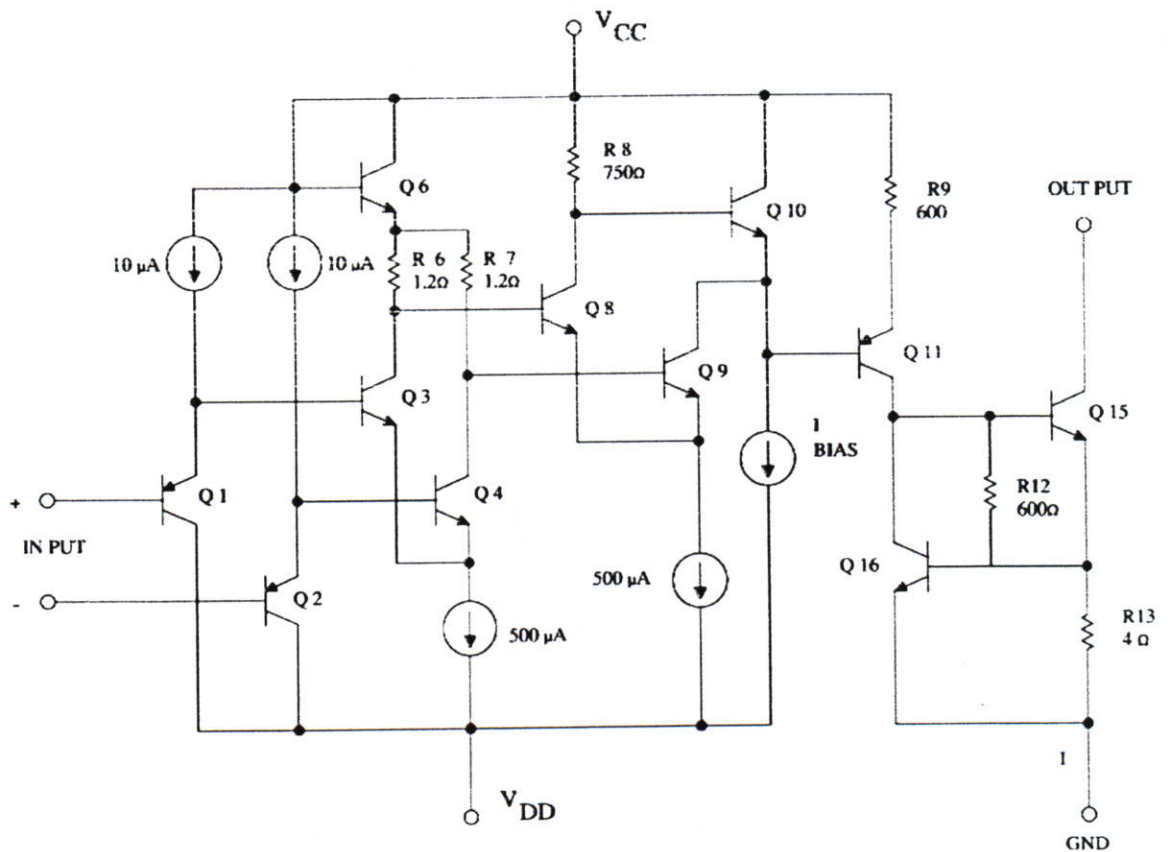 V CC
R 8
750Ω
Q 6
Q 10
R9
600
OUT PUT
10 µA
10 µA
R 6
1.2Ω
R 7
1.2Ω
Q 8
Q 11
Q 3
Q 9
Q 15
I
BIAS
+
Q 1
Q 4
R12
600Ω
IN PUT
Q 16
-
Q 2
500 µA
500 µA
R13
4 Ω
I
V DD
GND